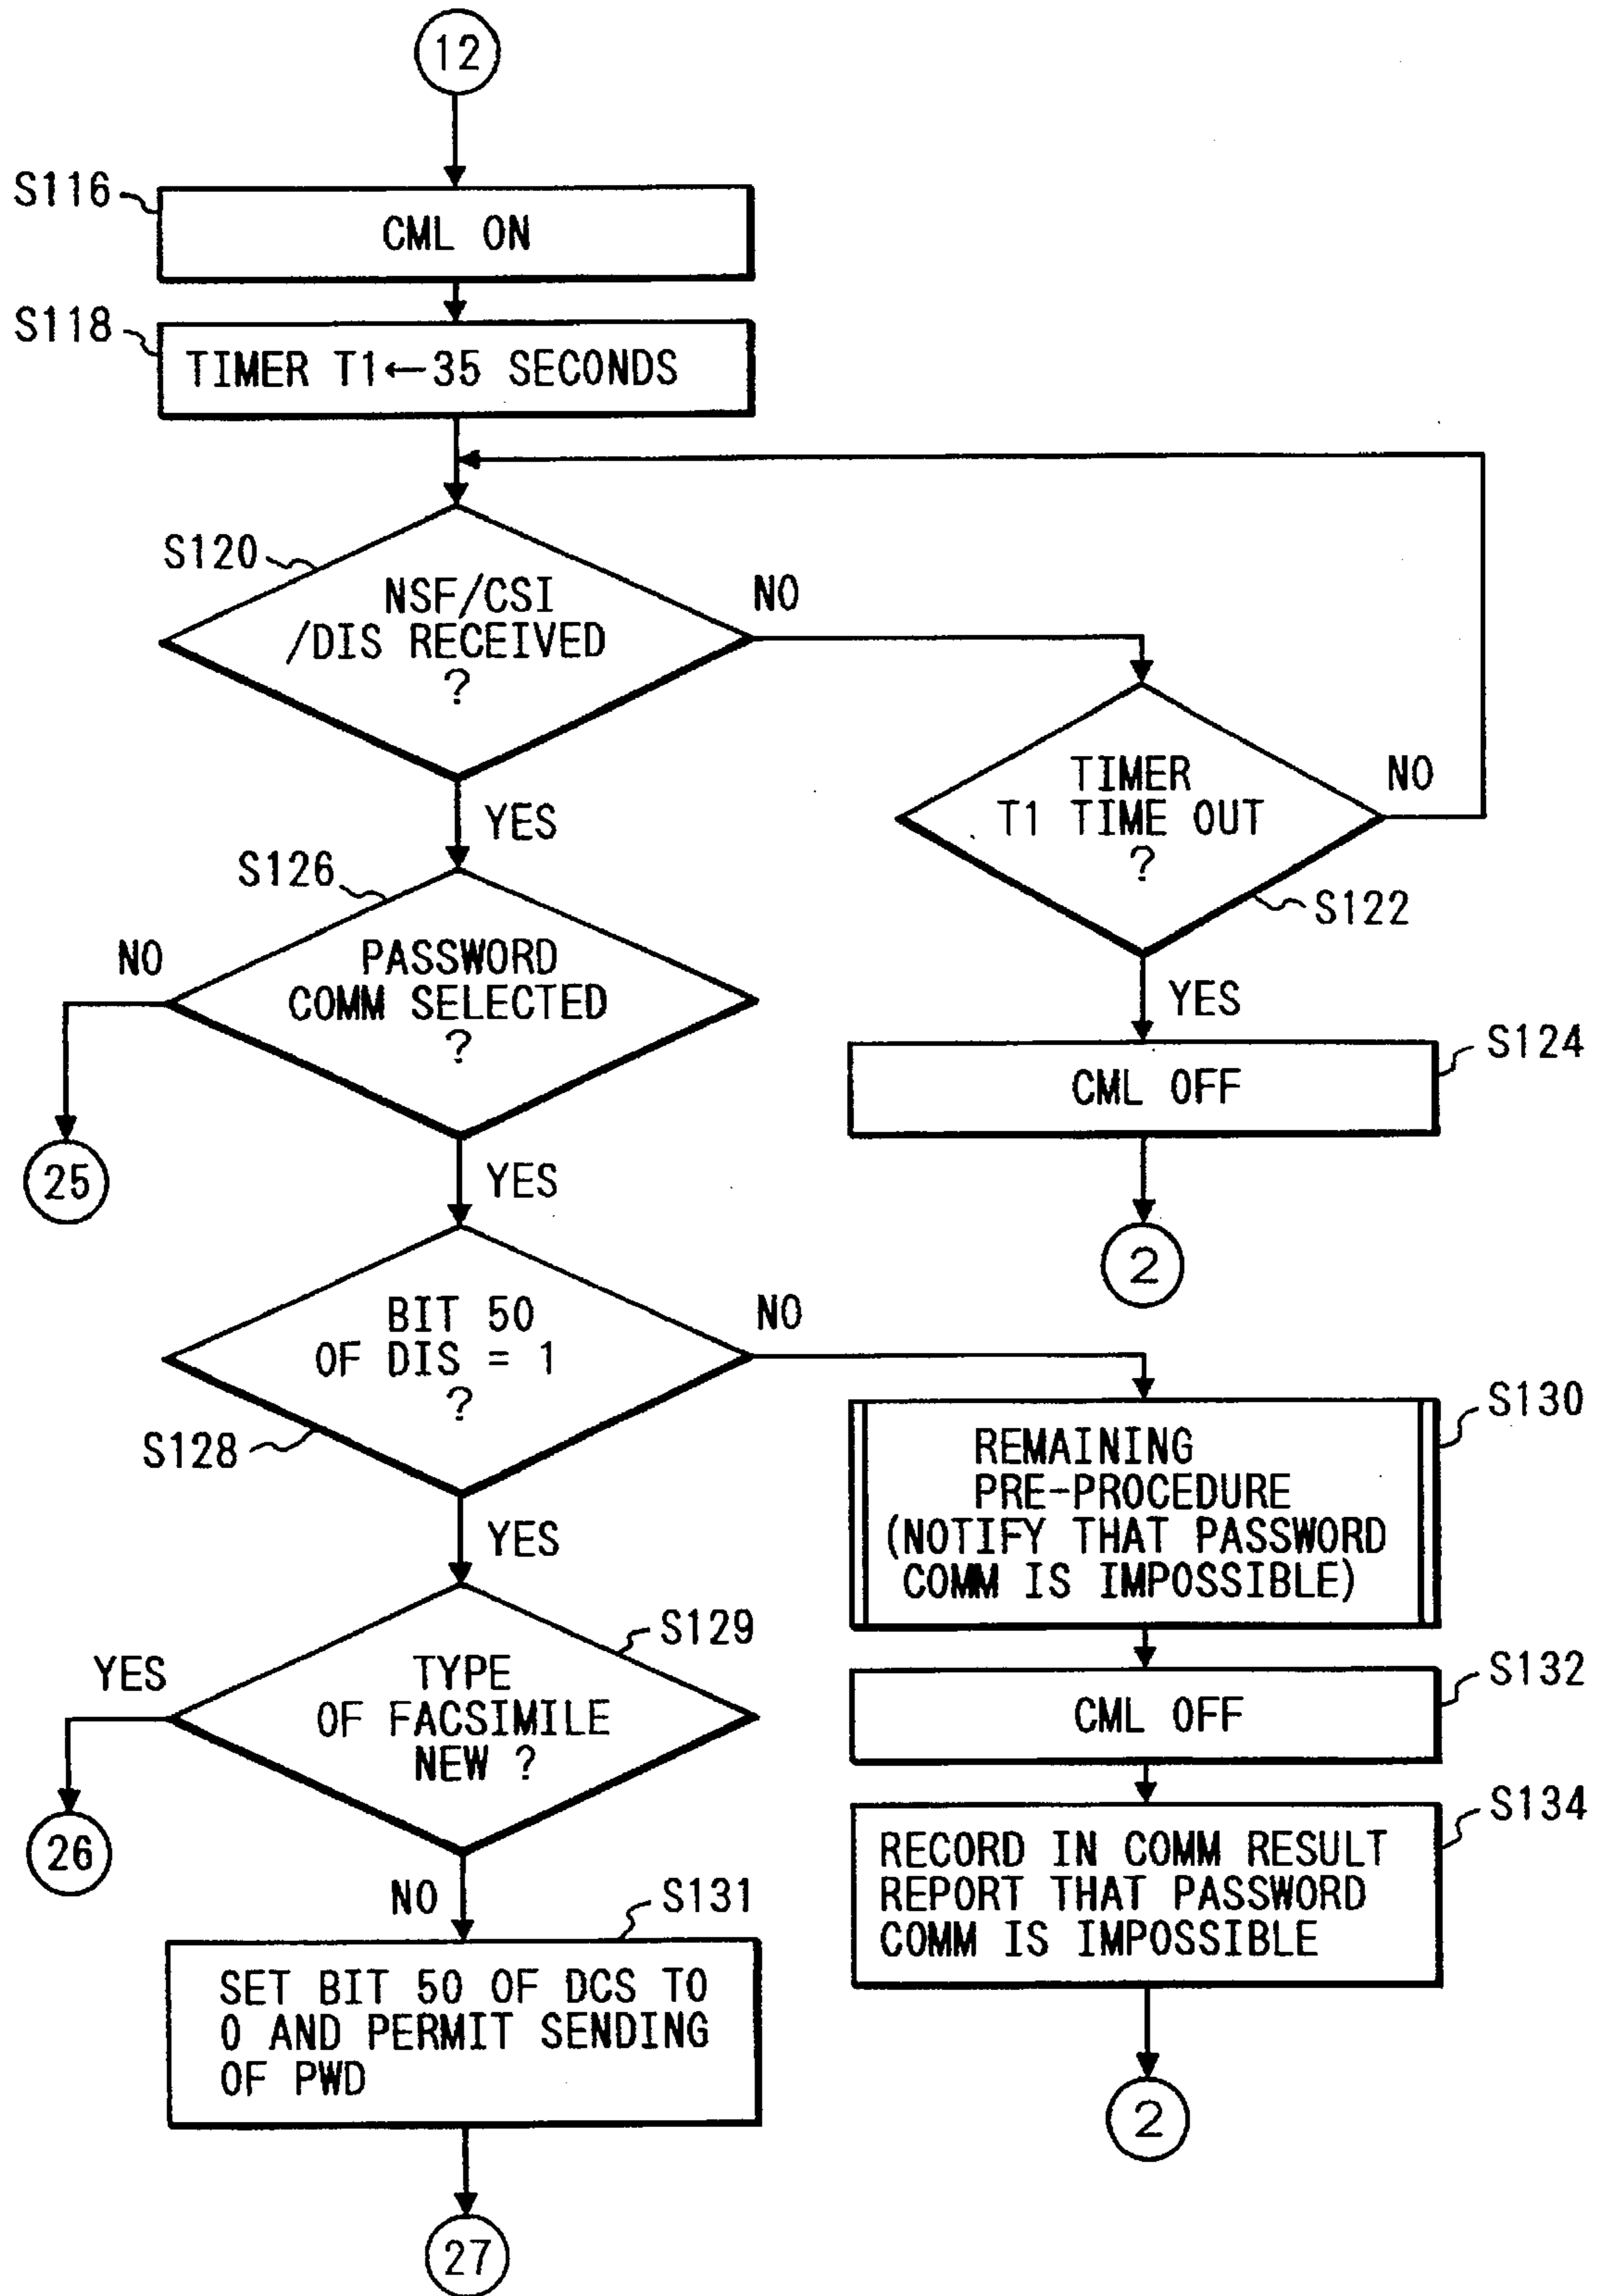 12
S116
CML ON
S118
TIMER T1←35 SECONDS
S120
NSF/CSI
/DIS RECEIVED
?
NO
YES
TIMER
T1 TIME OUT
?
NO
S122
YES
S124
CML OFF
2
S126
PASSWORD
COMM SELECTED
?
NO
25
YES
BIT 50
OF DIS = 1
?
NO
S128
YES
S130
REMAINING
PRE-PROCEDURE
(NOTIFY THAT PASSWORD
COMM IS IMPOSSIBLE)
S132
CML OFF
S134
RECORD IN COMM RESULT
REPORT THAT PASSWORD
COMM IS IMPOSSIBLE
2
S129
TYPE
OF FACSIMILE
NEW ?
YES
26
NO
S131
SET BIT 50 OF DCS TO
0 AND PERMIT SENDING
OF PWD
27